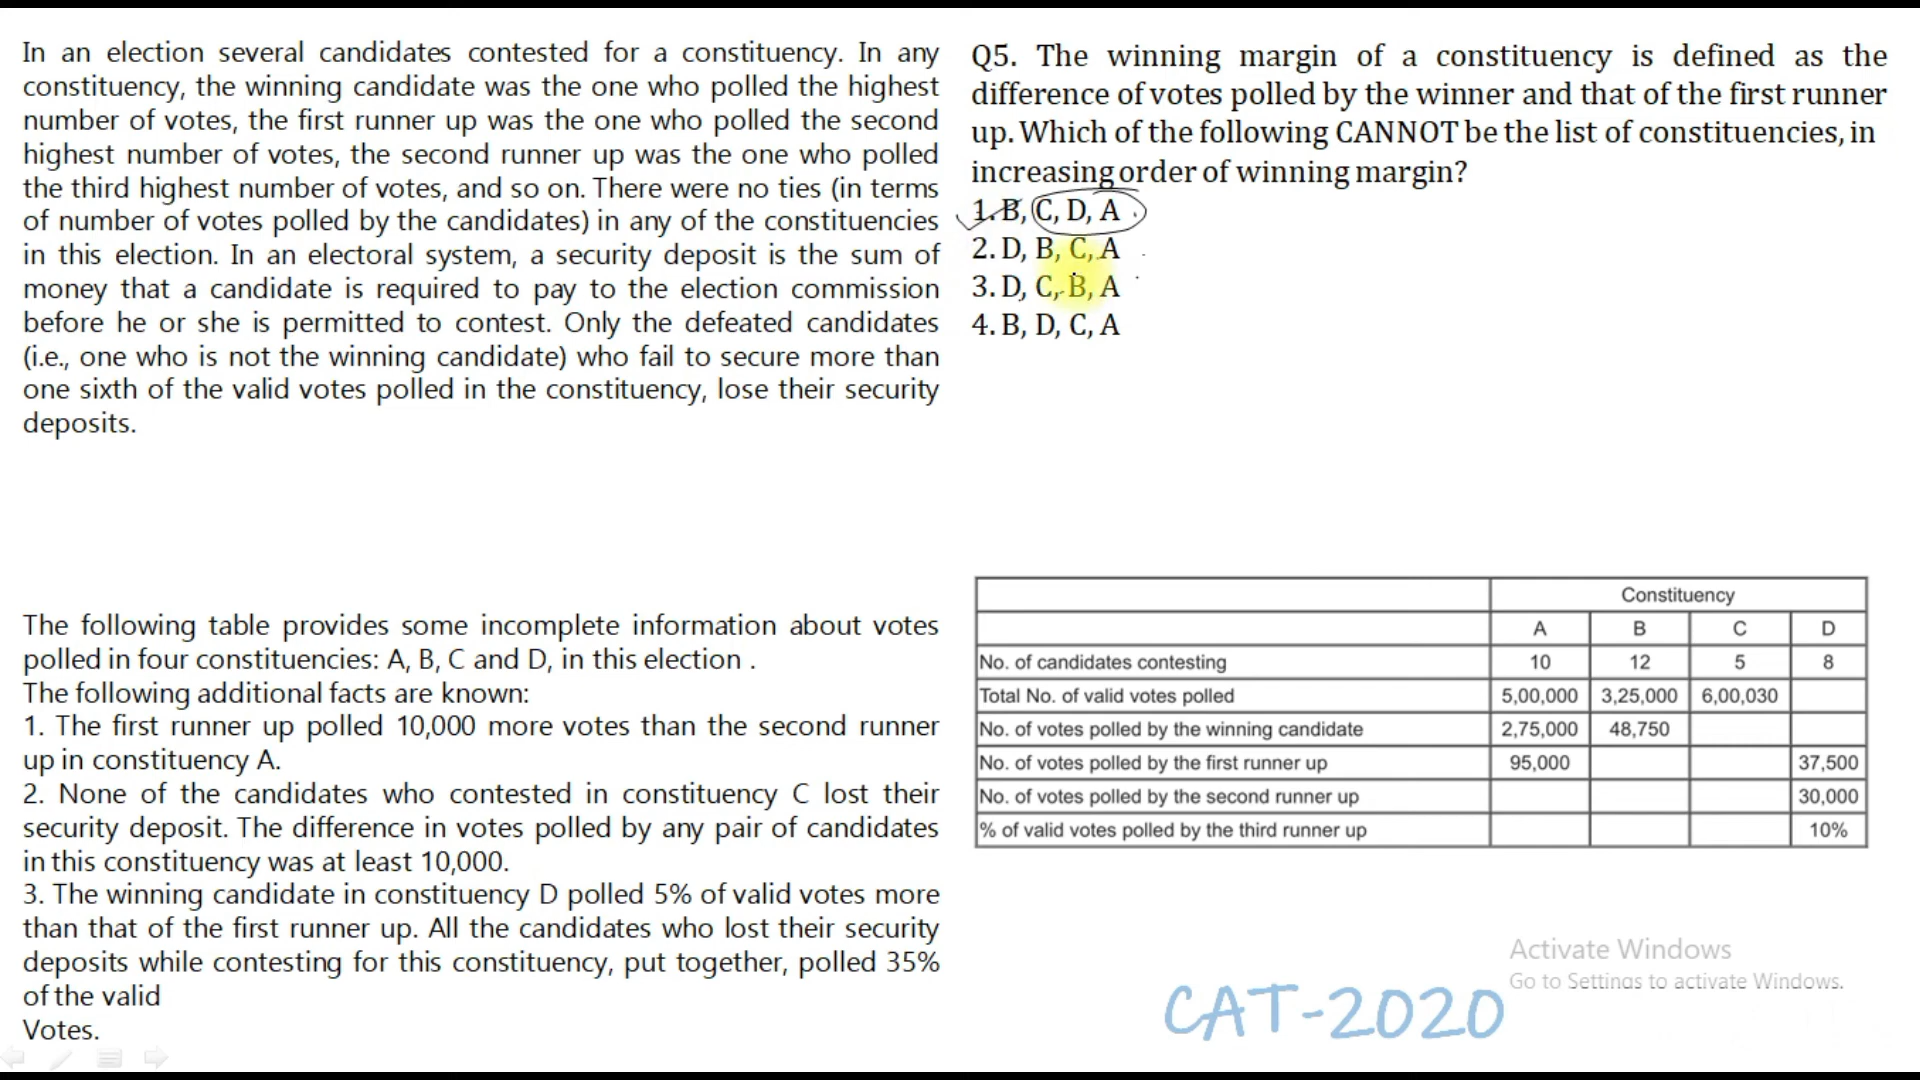 In an election several candidates contested for a constituency. In any
constituency, the winning candidate was the one who polled the highest
number of votes, the first runner up was the one who polled the second
highest number of votes, the second runner up was the one who polled
the third highest number of votes, and so on. There were no ties (in terms
of number of votes polled by the candidates) in any of the constituencies
in this election. In an electoral system, a security deposit is the sum of
money that a candidate is required to pay to the election commission
before he or she is permitted to contest. Only the defeated candidates
(i.e., one who is not the winning candidate) who fail to secure more than
one sixth of the valid votes polled in the constituency, lose their security
deposits.
The following table provides some incomplete information about votes
polled in four constituencies: A, B, C and D, in this election .
The following additional facts are known:
1. The first runner up polled 10,000 more votes than the second runner
up in constituency A.
2. None of the candidates who contested in constituency C lost their
security deposit. The difference in votes polled by any pair of candidates
in this constituency was at least 10,000.
3. The winning candidate in constituency D polled 5% of valid votes more
than that of the first runner up. All the candidates who lost their security
deposits while contesting for this constituency, put together, polled 35%
of the valid
Votes.
Q5. The winning margin of a constituency is defined as the
difference of votes polled by the winner and that of the first runner
up. Which of the following CANNOT be the list of constituencies, in
increasing order of winning margin?
1. B, C, D, A
2. D, B, C, A
3. D, C, B, A
4. B, D, C, A
Constituency
A B C D
No. of candidates contesting 10 12 5 8
Total No. of valid votes polled 5,00,000 3,25,000 6,00,030
No. of votes polled by the winning candidate 2,75,000 48,750
No. of votes polled by the first runner up 95,000 37,500
No. of votes polled by the second runner up 30,000
% of valid votes polled by the third runner up 10%
Activate Windows
Go to Settings to activate Windows.
CAT-2020